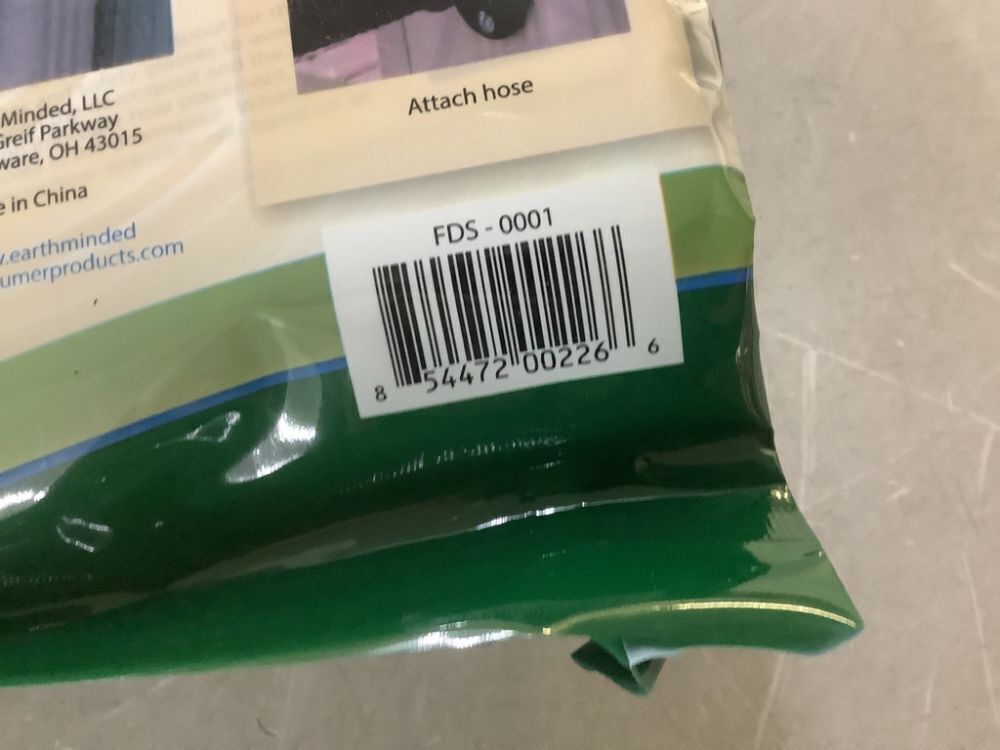 Attach hose
Minded, LLC
Greif Parkway
ware, OH 43015
e in China
.earthminded
umerproducts.com
FDS - 0001
8 54472 00226 6